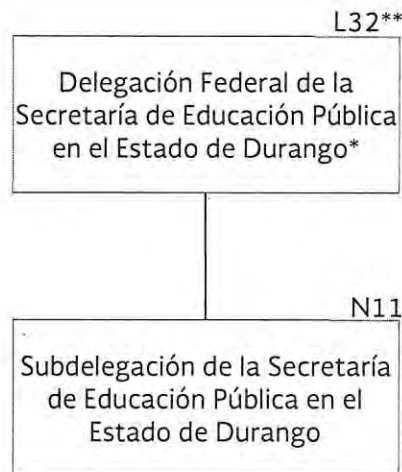 L32**
Delegación Federal de la
Secretaría de Educación Pública
en el Estado de Durango*
N11
Subdelegación de la Secretaría
de Educación Pública en el
Estado de Durango